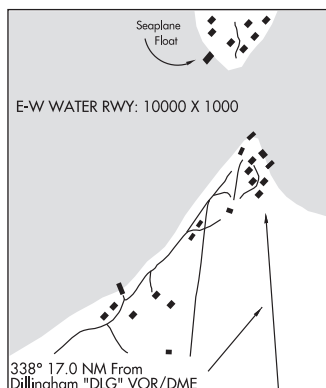 Seaplane
Float
E-W WATER RWY: 10000 X 1000
338° 17.0 NM From
Dillingham "DLG" VOR/DME